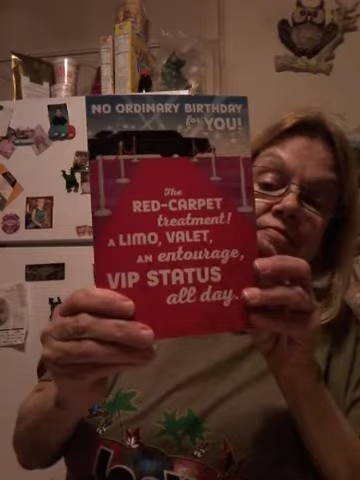 NO ORDINARY BIRTHDAY
for YOU!
The
RED-CARPET
treatment!
A LIMO, VALET,
AN entourage,
VIP STATUS
all day.